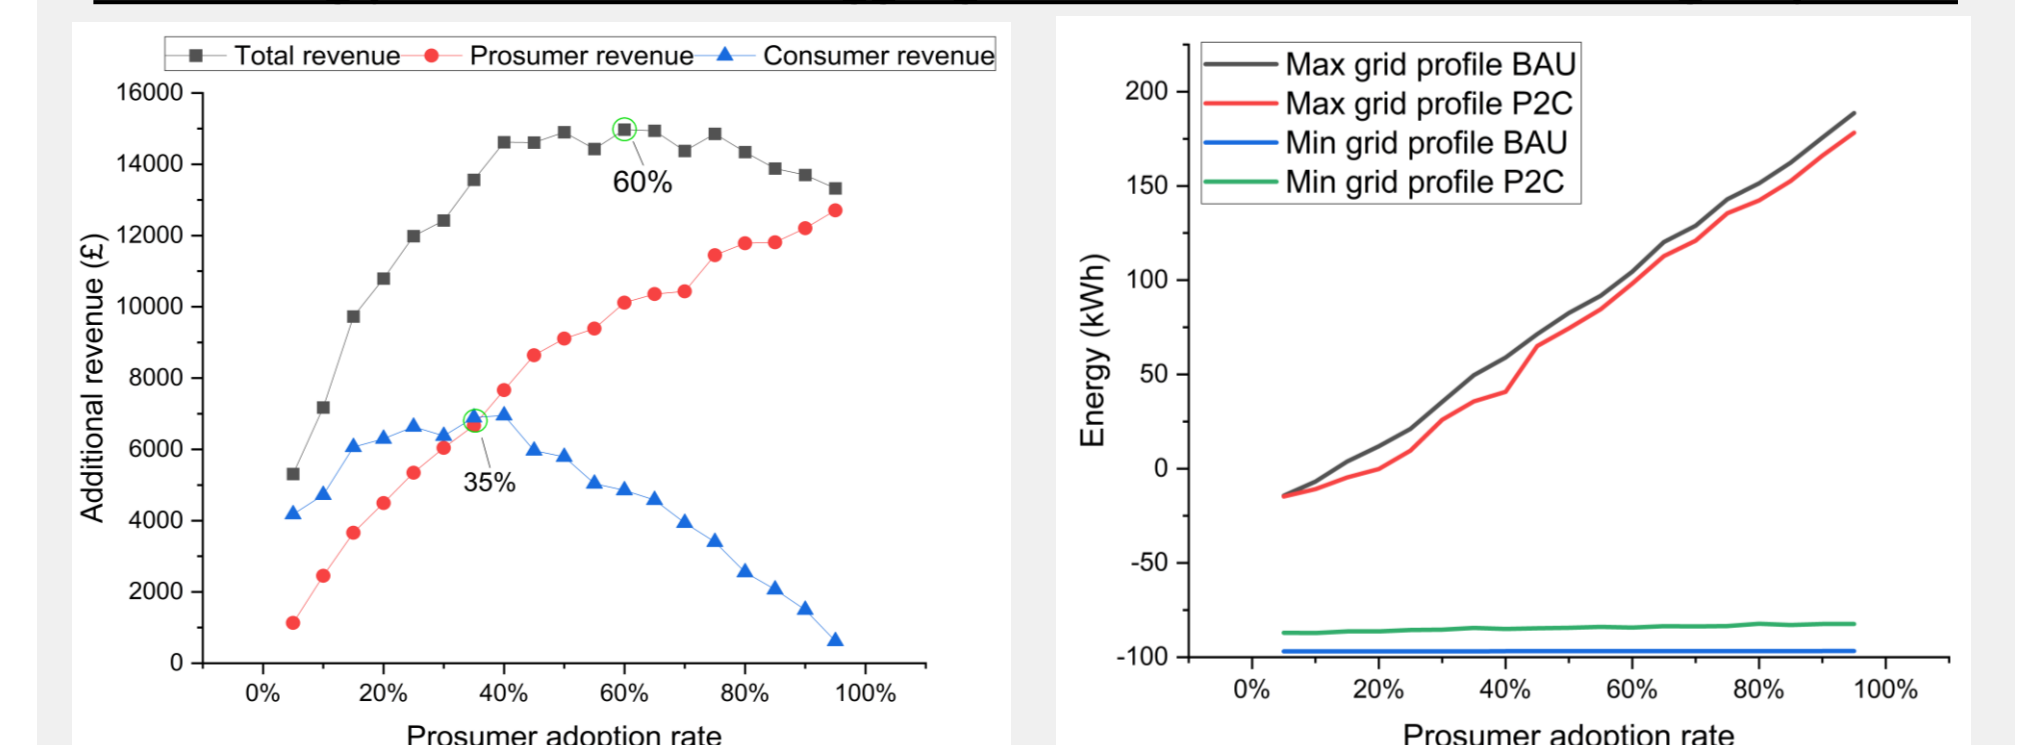 Total revenue Prosumer revenue Consumer revenue
16000
14000
12000
10000
8000
6000
4000
2000
0
Additional revenue (£)
60%
35%
0% 20% 40% 60% 80% 100%
Prosumer adoption rate
Max grid profile BAU
Max grid profile P2C
Min grid profile BAU
Min grid profile P2C
200
150
100
50
0
-50
-100
Energy (kWh)
0% 20% 40% 60% 80% 100%
Prosumer adoption rate